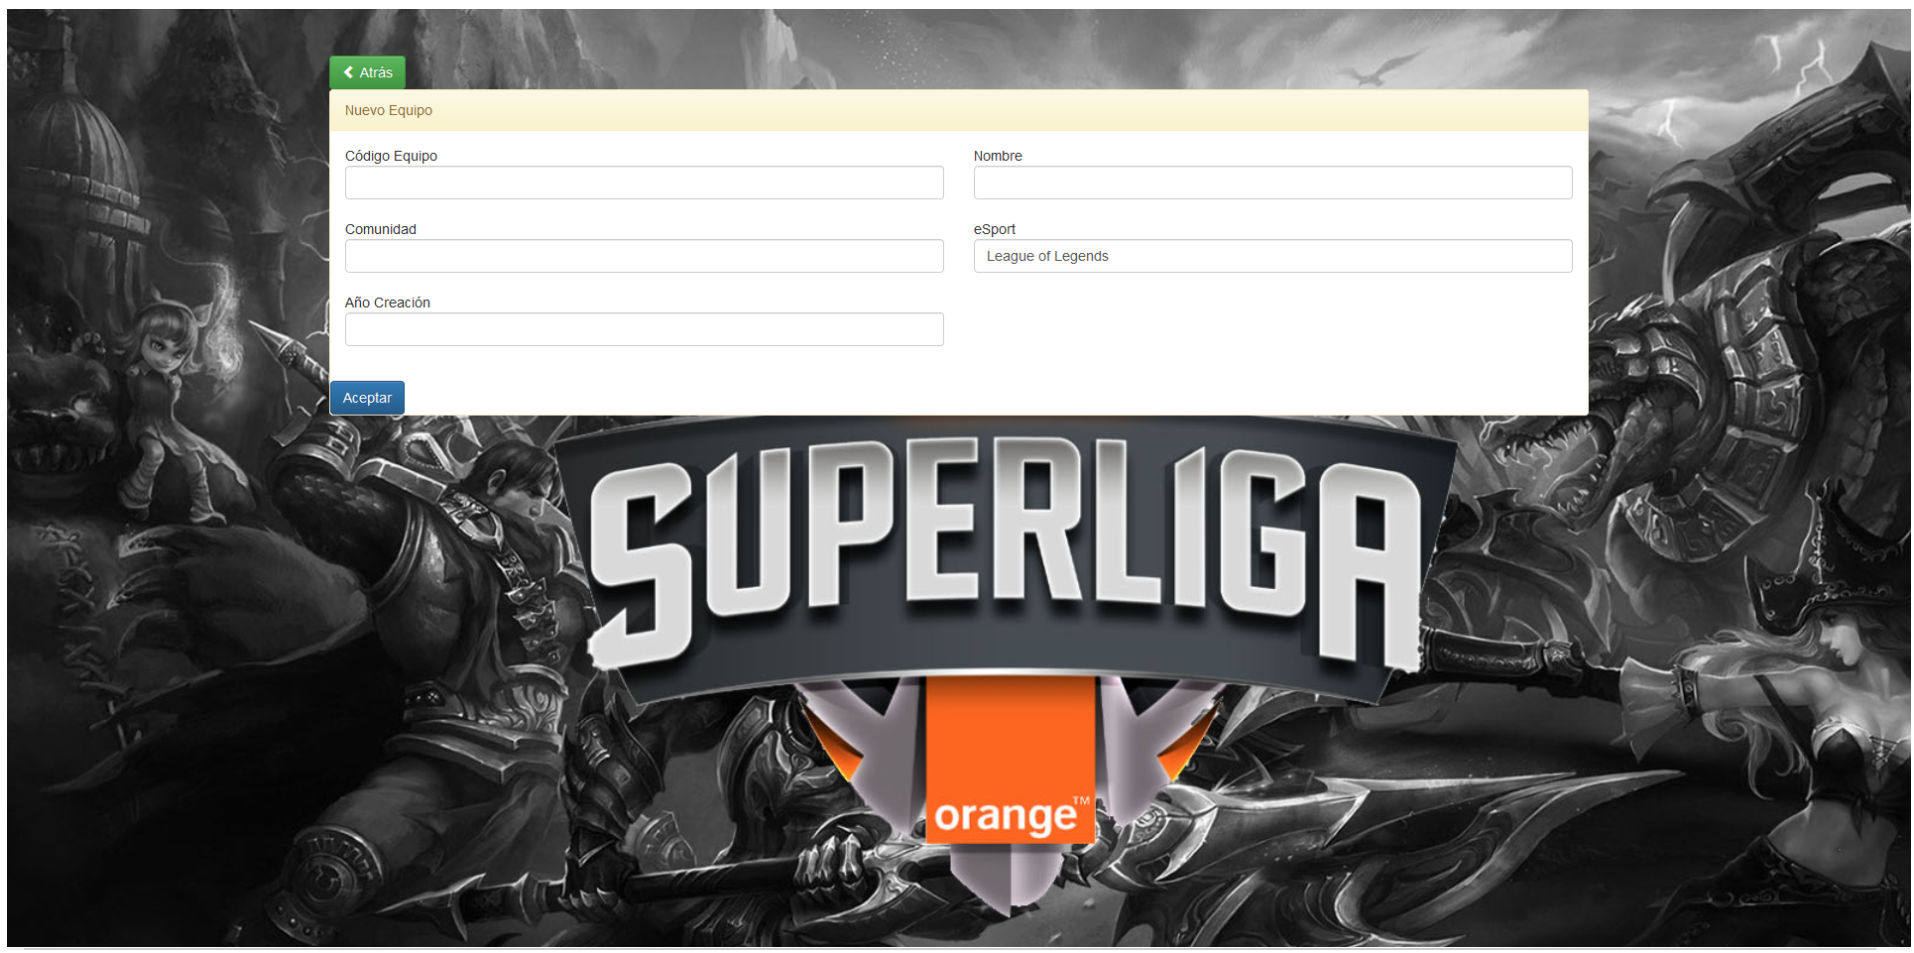 Atrás
Nuevo Equipo
Código Equipo
Nombre
Comunidad
eSport
League of Legends
Año Creación
Aceptar
SUPERLIGA
orange™